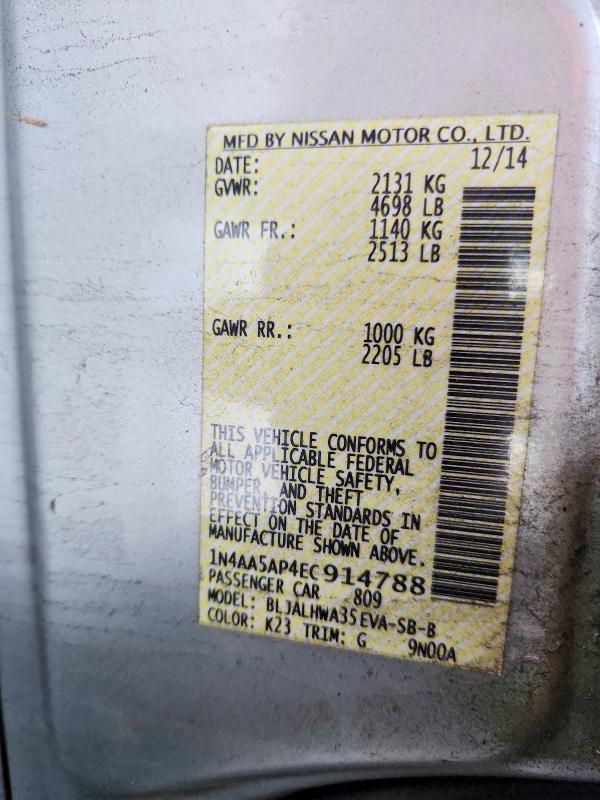 MFD BY NISSAN MOTOR CO., LTD.
DATE: 12/14
GVWR: 2131 KG
4698 LB
GAWR FR.: 1140 KG
2513 LB
GAWR RR.: 1000 KG
2205 LB
THIS VEHICLE CONFORMS TO
ALL APPLICABLE FEDERAL
MOTOR VEHICLE SAFETY,
BUMPER, AND THEFT
PREVENTION STANDARDS IN
EFFECT ON THE DATE OF
MANUFACTURE SHOWN ABOVE.
1N4AA5AP4EC914788
PASSENGER CAR 809
MODEL: BLJALHWA35EVA-SB-B
COLOR: K23 TRIM: G 9N00A